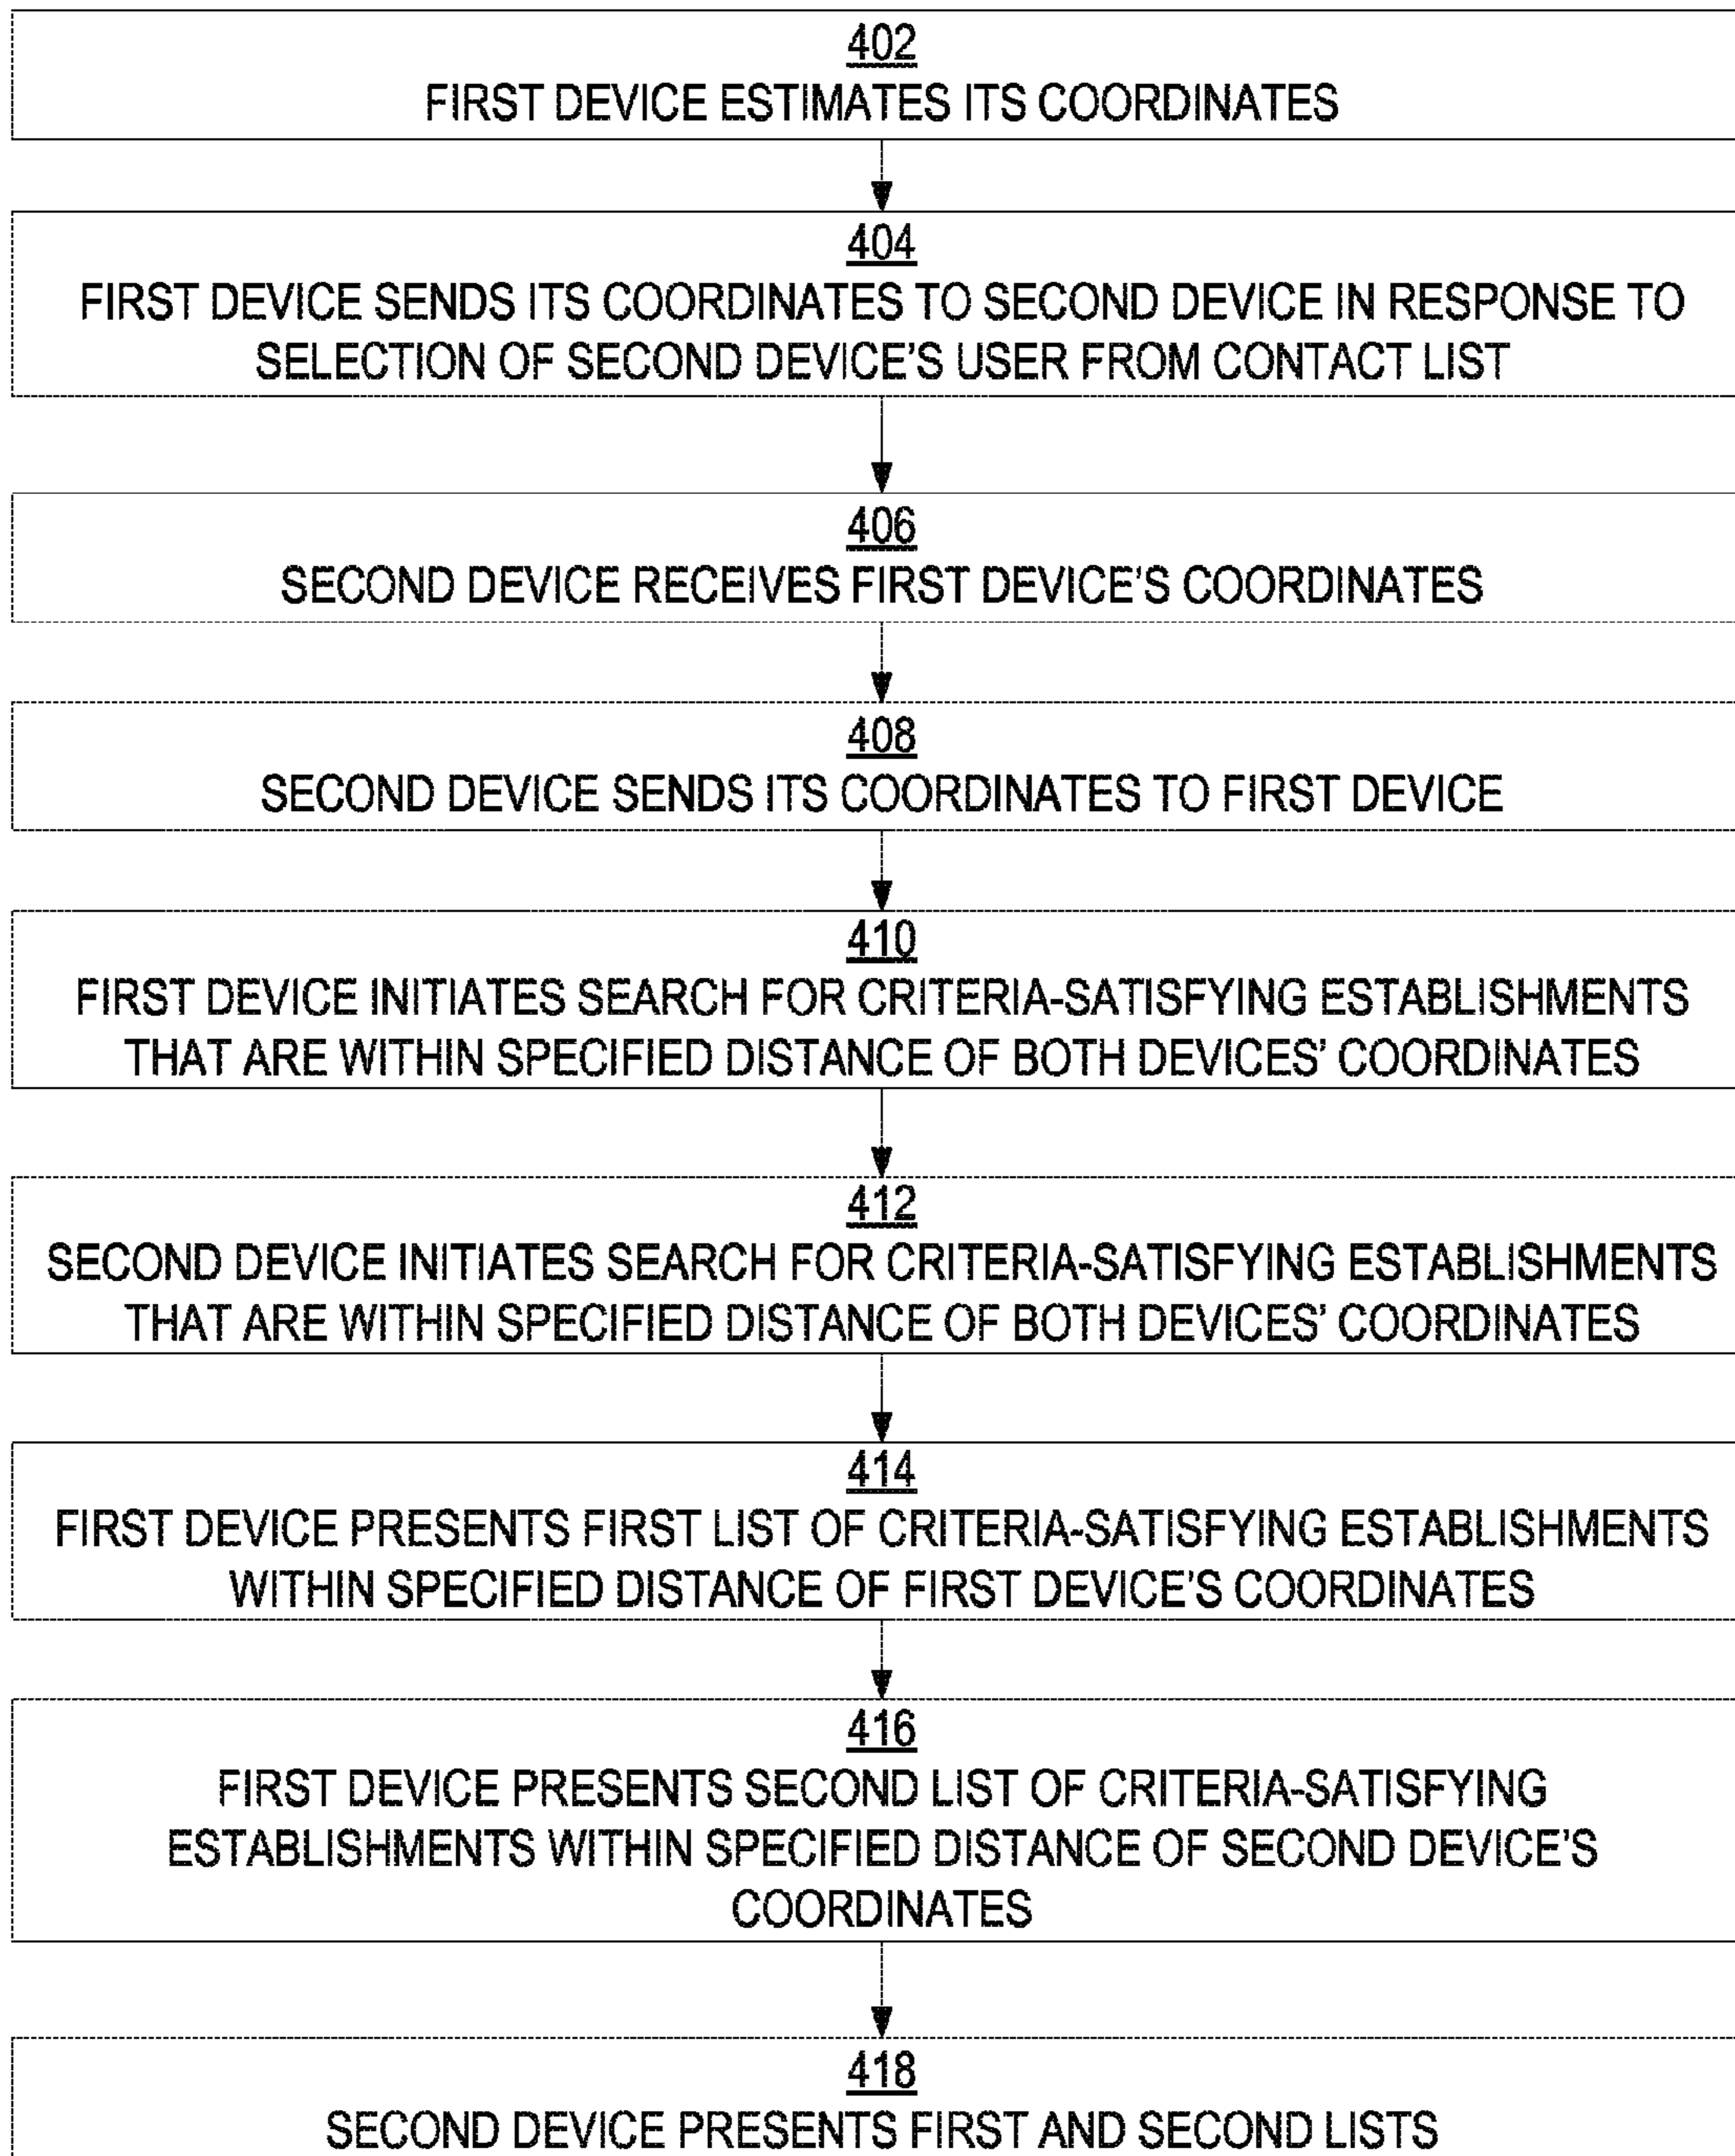 402
FIRST DEVICE ESTIMATES ITS COORDINATES
404
FIRST DEVICE SENDS ITS COORDINATES TO SECOND DEVICE IN RESPONSE TO
SELECTION OF SECOND DEVICE'S USER FROM CONTACT LIST
406
SECOND DEVICE RECEIVES FIRST DEVICE'S COORDINATES
408
SECOND DEVICE SENDS ITS COORDINATES TO FIRST DEVICE
410
FIRST DEVICE INITIATES SEARCH FOR CRITERIA-SATISFYING ESTABLISHMENTS
THAT ARE WITHIN SPECIFIED DISTANCE OF BOTH DEVICES' COORDINATES
412
SECOND DEVICE INITIATES SEARCH FOR CRITERIA-SATISFYING ESTABLISHMENTS
THAT ARE WITHIN SPECIFIED DISTANCE OF BOTH DEVICES' COORDINATES
414
FIRST DEVICE PRESENTS FIRST LIST OF CRITERIA-SATISFYING ESTABLISHMENTS
WITHIN SPECIFIED DISTANCE OF FIRST DEVICE'S COORDINATES
416
FIRST DEVICE PRESENTS SECOND LIST OF CRITERIA-SATISFYING
ESTABLISHMENTS WITHIN SPECIFIED DISTANCE OF SECOND DEVICE'S
COORDINATES
418
SECOND DEVICE PRESENTS FIRST AND SECOND LISTS